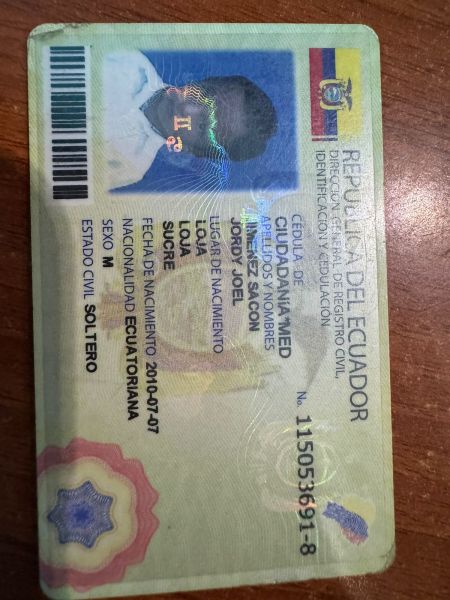 REPÚBLICA DEL ECUADOR
DIRECCIÓN GENERAL DE REGISTRO CIVIL,
IDENTIFICACIÓN Y CEDULACIÓN
CÉDULA DE
CIUDADANÍA*MED
No. 115053691-8
APELLIDOS Y NOMBRES
JIMENEZ SACON
JORDY JOEL
LUGAR DE NACIMIENTO
LOJA
LOJA
SUCRE
FECHA DE NACIMIENTO 2010-07-07
NACIONALIDAD ECUATORIANA
SEXO M
ESTADO CIVIL SOLTERO